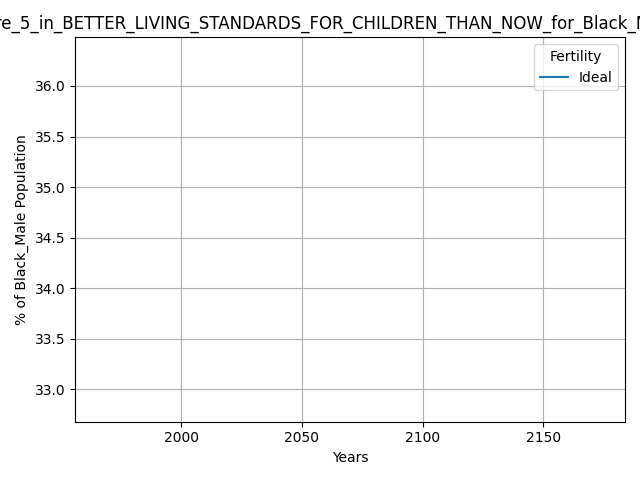 re_5_in_BETTER_LIVING_STANDARDS_FOR_CHILDREN_THAN_NOW_for_Black_M
Fertility
Ideal
36.0
35.5
35.0
34.5
34.0
33.5
33.0
% of Black_Male Population
2000 2050 2100 2150
Years